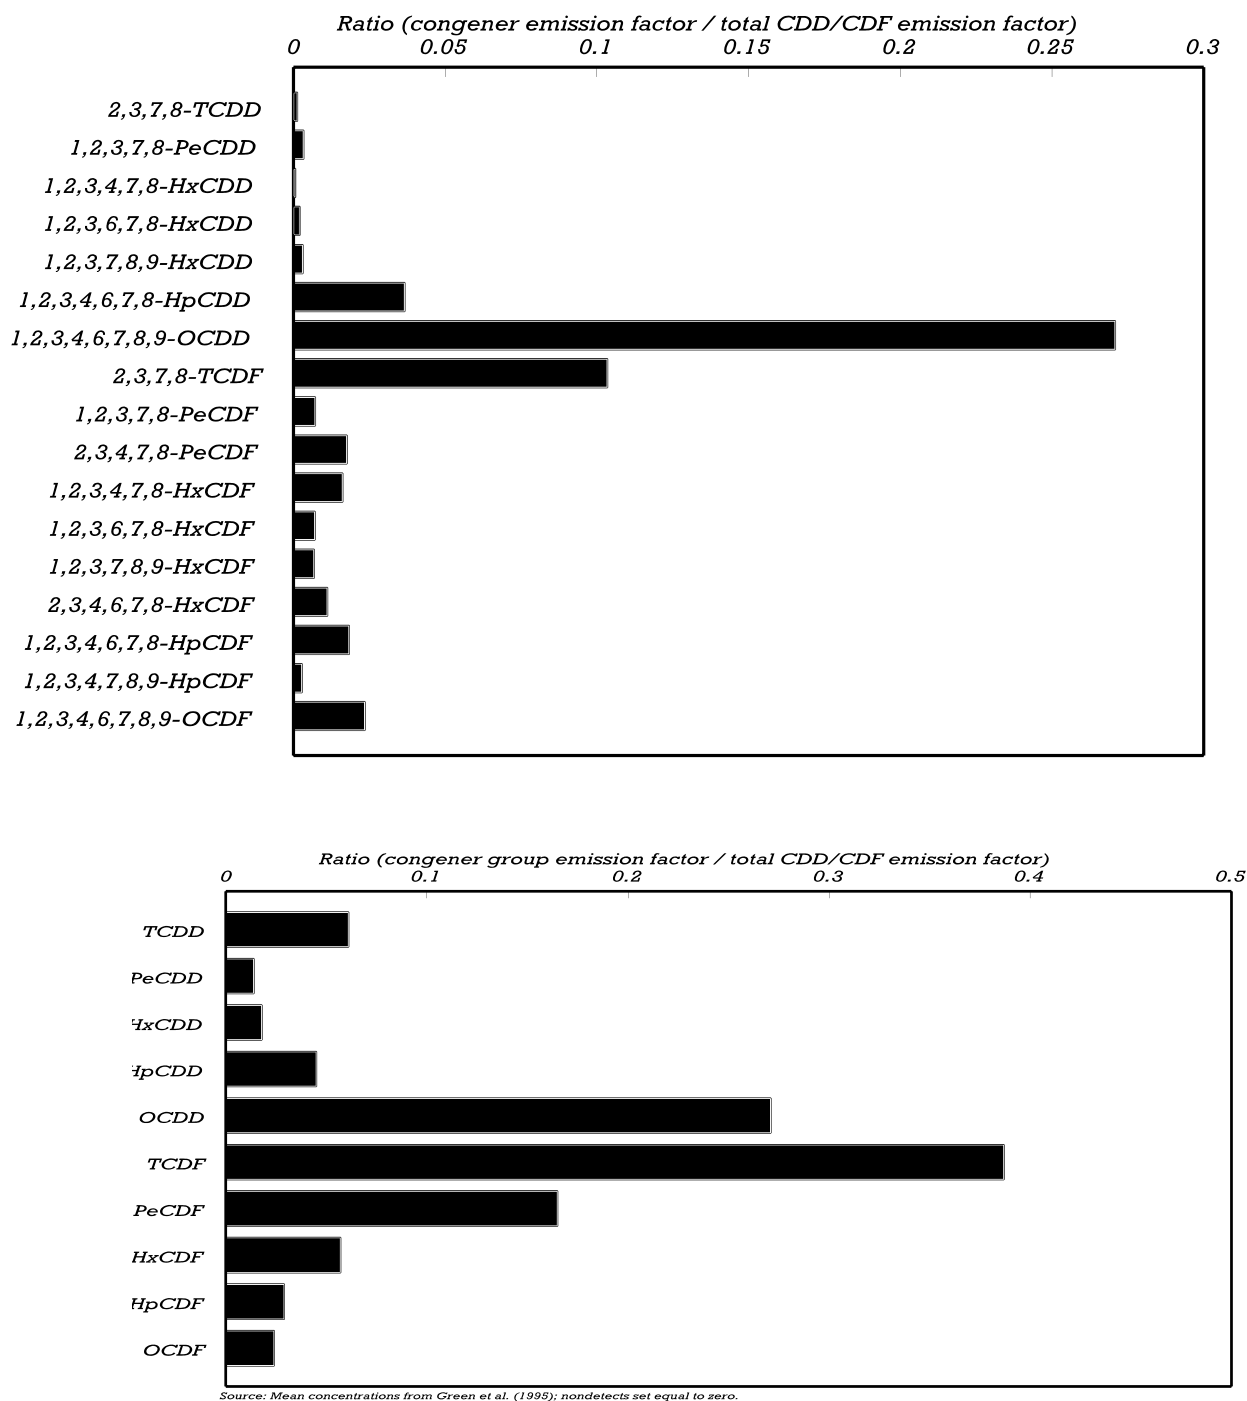 Ratio (congener emission factor / total CDD/CDF emission factor)
0 0.05 0.1 0.15 0.2 0.25 0.3
2,3,7,8-TCDD
1,2,3,7,8-PeCDD
1,2,3,4,7,8-HxCDD
1,2,3,6,7,8-HxCDD
1,2,3,7,8,9-HxCDD
1,2,3,4,6,7,8-HpCDD
1,2,3,4,6,7,8,9-OCDD
2,3,7,8-TCDF
1,2,3,7,8-PeCDF
2,3,4,7,8-PeCDF
1,2,3,4,7,8-HxCDF
1,2,3,6,7,8-HxCDF
1,2,3,7,8,9-HxCDF
2,3,4,6,7,8-HxCDF
1,2,3,4,6,7,8-HpCDF
1,2,3,4,7,8,9-HpCDF
1,2,3,4,6,7,8,9-OCDF
Ratio (congener group emission factor / total CDD/CDF emission factor)
0 0.1 0.2 0.3 0.4 0.5
TCDD
PeCDD
HxCDD
HpCDD
OCDD
TCDF
PeCDF
HxCDF
HpCDF
OCDF
Source: Mean concentrations from Green et al. (1995); nondetects set equal to zero.